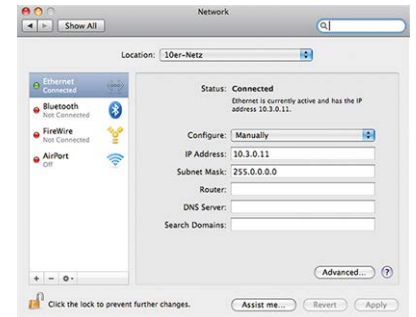 Network
Show All
Location: 10er-Netz
Ethernet
Connected
Bluetooth
Not Connected
FireWire
Not Connected
AirPort
Off
Status: Connected
Ethernet is currently active and has the IP
address 10.3.0.11.
Configure: Manually
IP Address: 10.3.0.11
Subnet Mask: 255.0.0.0
Router:
DNS Server:
Search Domains:
Advanced... ?
Click the lock to prevent further changes.
Assist me... Revert Apply